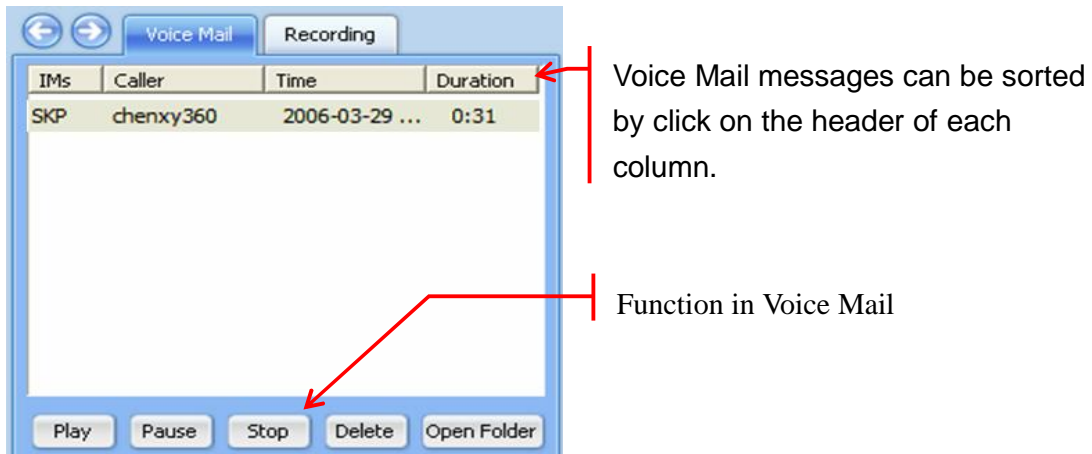 Voice Mail Recording
IMs Caller Time Duration
SKP chenxy360 2006-03-29 ... 0:31
Voice Mail messages can be sorted
by click on the header of each
column.
Function in Voice Mail
Play Pause Stop Delete Open Folder